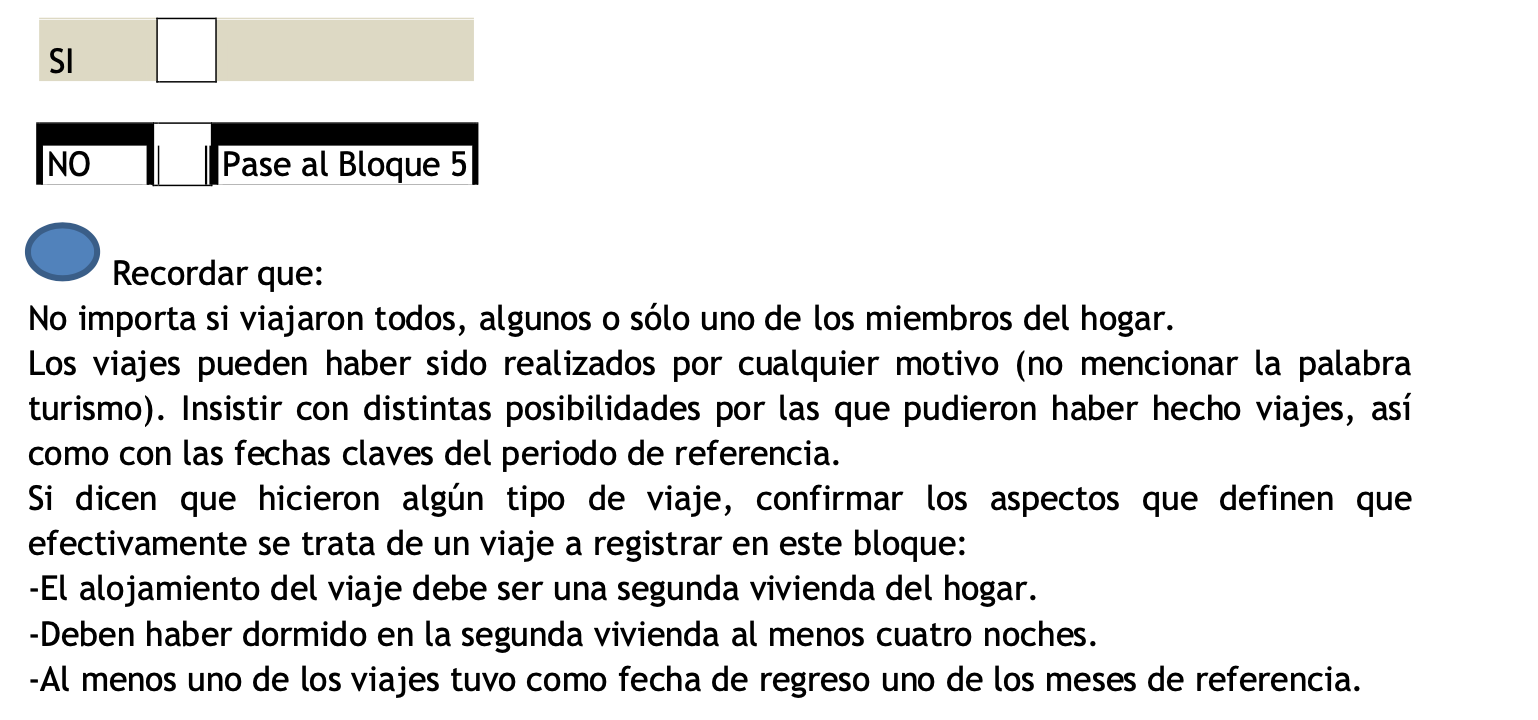 SI
NO Pase al Bloque 5
Recordar que:
No importa si viajaron todos, algunos o sólo uno de los miembros del hogar.
Los viajes pueden haber sido realizados por cualquier motivo (no mencionar la palabra
turismo). Insistir con distintas posibilidades por las que pudieron haber hecho viajes, así
como con las fechas claves del periodo de referencia.
Si dicen que hicieron algún tipo de viaje, confirmar los aspectos que definen que
efectivamente se trata de un viaje a registrar en este bloque:
-El alojamiento del viaje debe ser una segunda vivienda del hogar.
-Deben haber dormido en la segunda vivienda al menos cuatro noches.
-Al menos uno de los viajes tuvo como fecha de regreso uno de los meses de referencia.